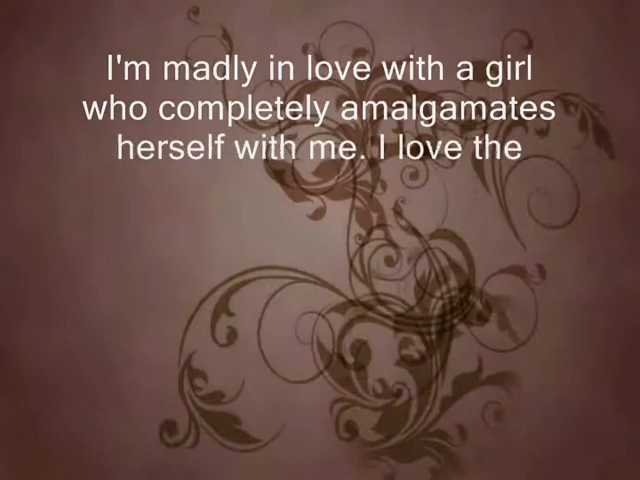 I'm madly in love with a girl
who completely amalgamates
herself with me. I love the